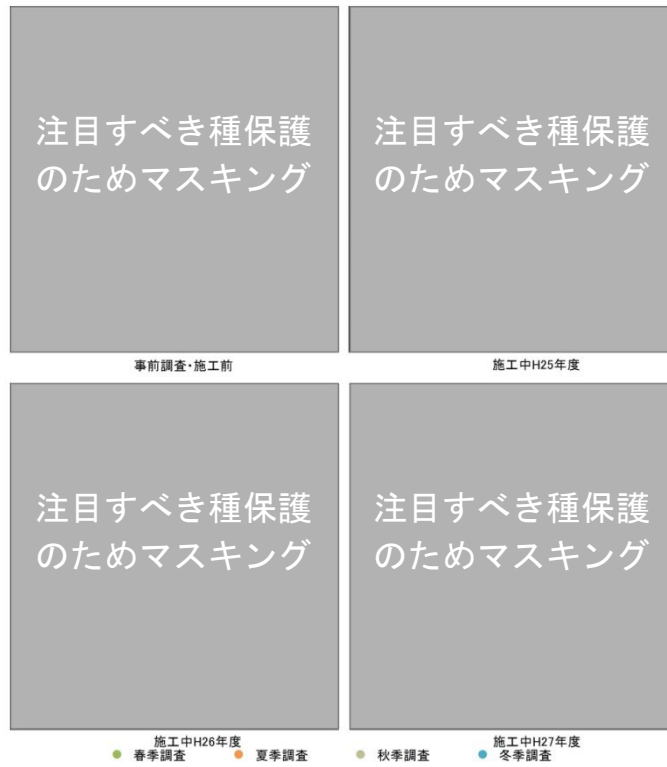 注目すべき種保護
のためマスキング
注目すべき種保護
のためマスキング
事前調査・施工前
施工中H25年度
注目すべき種保護
のためマスキング
注目すべき種保護
のためマスキング
施工中H26年度
施工中H27年度
春季調査
夏季調査
秋季調査
冬季調査